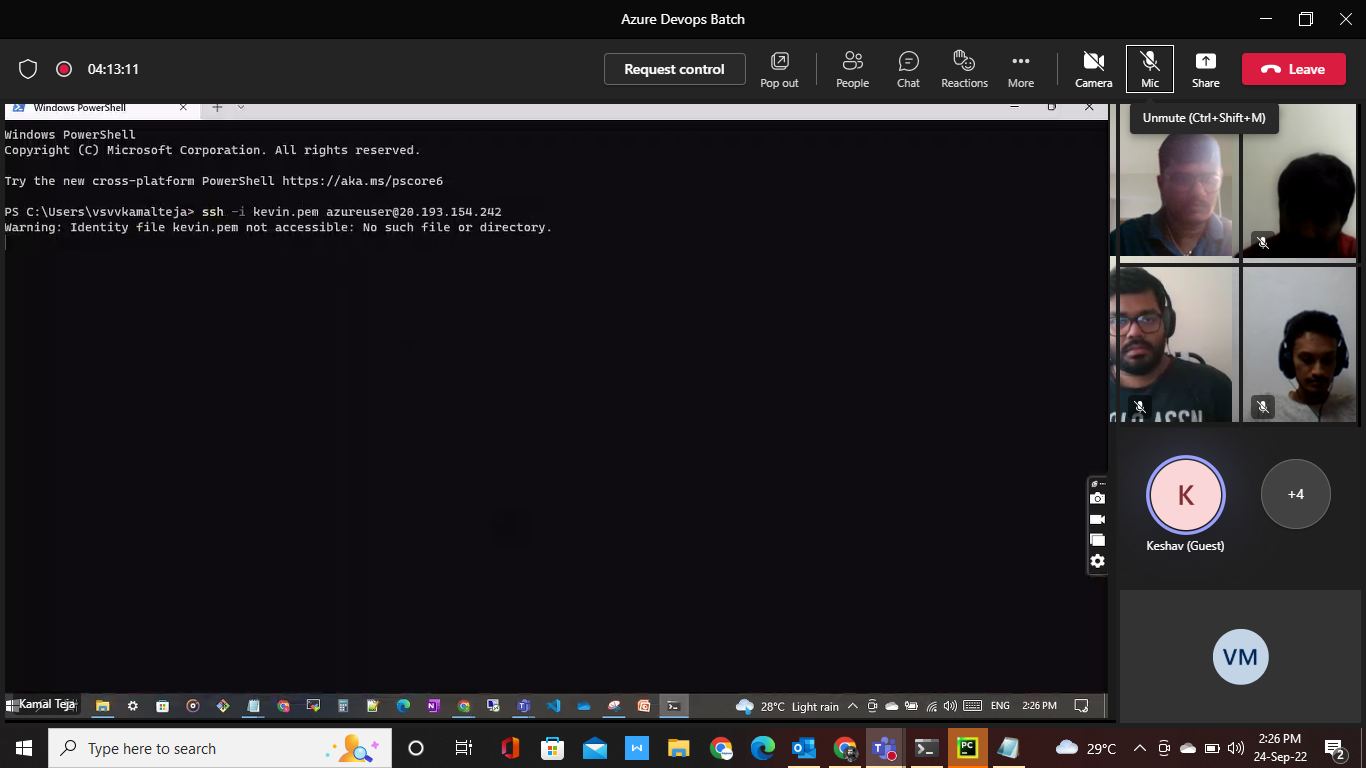 Azure Devops Batch
04:13:11
Request control
Pop out
People
Chat
Reactions
More
Camera
Mic
Share
Leave
Windows PowerShell
Unmute (Ctrl+Shift+M)
Windows PowerShell
Copyright (C) Microsoft Corporation. All rights reserved.
Try the new cross-platform PowerShell https://aka.ms/pscore6
PS C:\Users\vsvvkamalteja> ssh -i kevin.pem azureuser@20.193.154.242
Warning: Identity file kevin.pem not accessible: No such file or directory.
K
+4
Keshav (Guest)
VM
Kamal Teja
28°C Light rain
ENG
2:26 PM
Type here to search
W
PC
29°C
2:26 PM
24-Sep-22
2